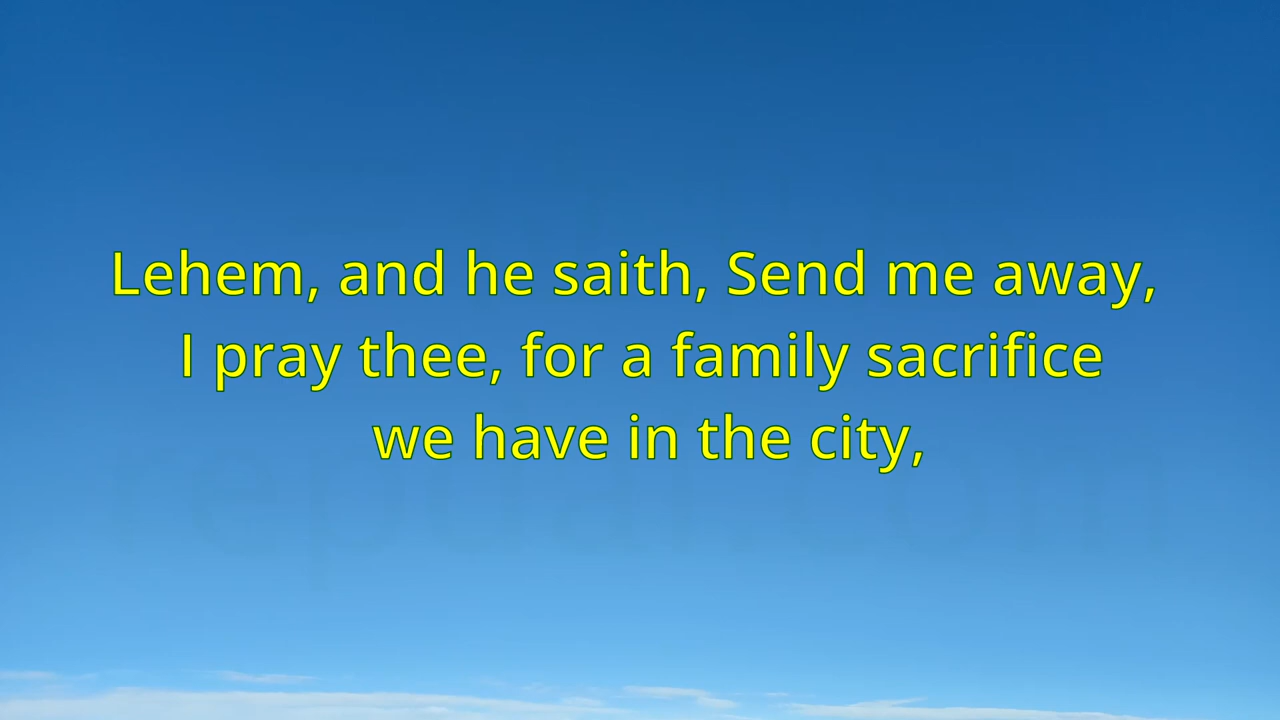 Lehem, and he saith, Send me away,
I pray thee, for a family sacrifice
we have in the city,